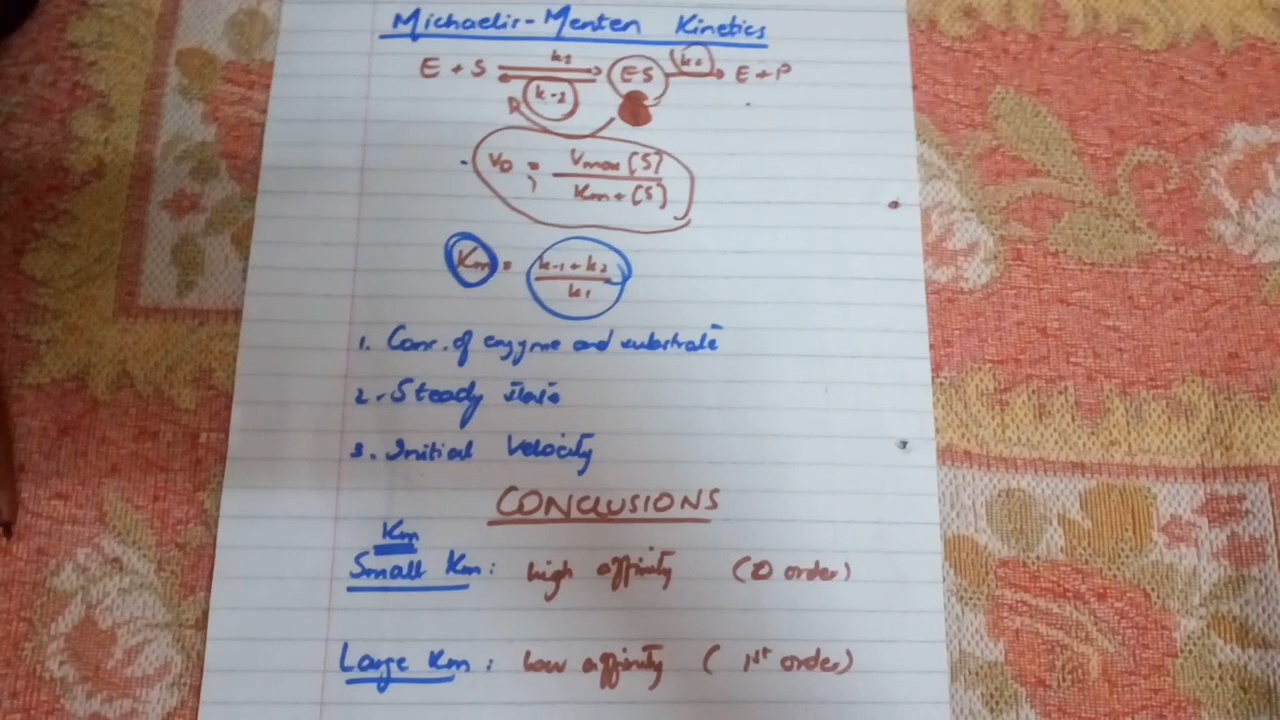 Michaelis-Menten Kinetics
E + S k1 ES k2 E + P
k-1
V0 = Vmax [S]
Km + [S]
Km = k-1 + k2
k1
1. Conc. of enzyme and substrate
2. Steady state
3. Initial Velocity
CONCLUSIONS
Km
Small Km: high affinity (0 order)
Large Km: low affinity (1st order)